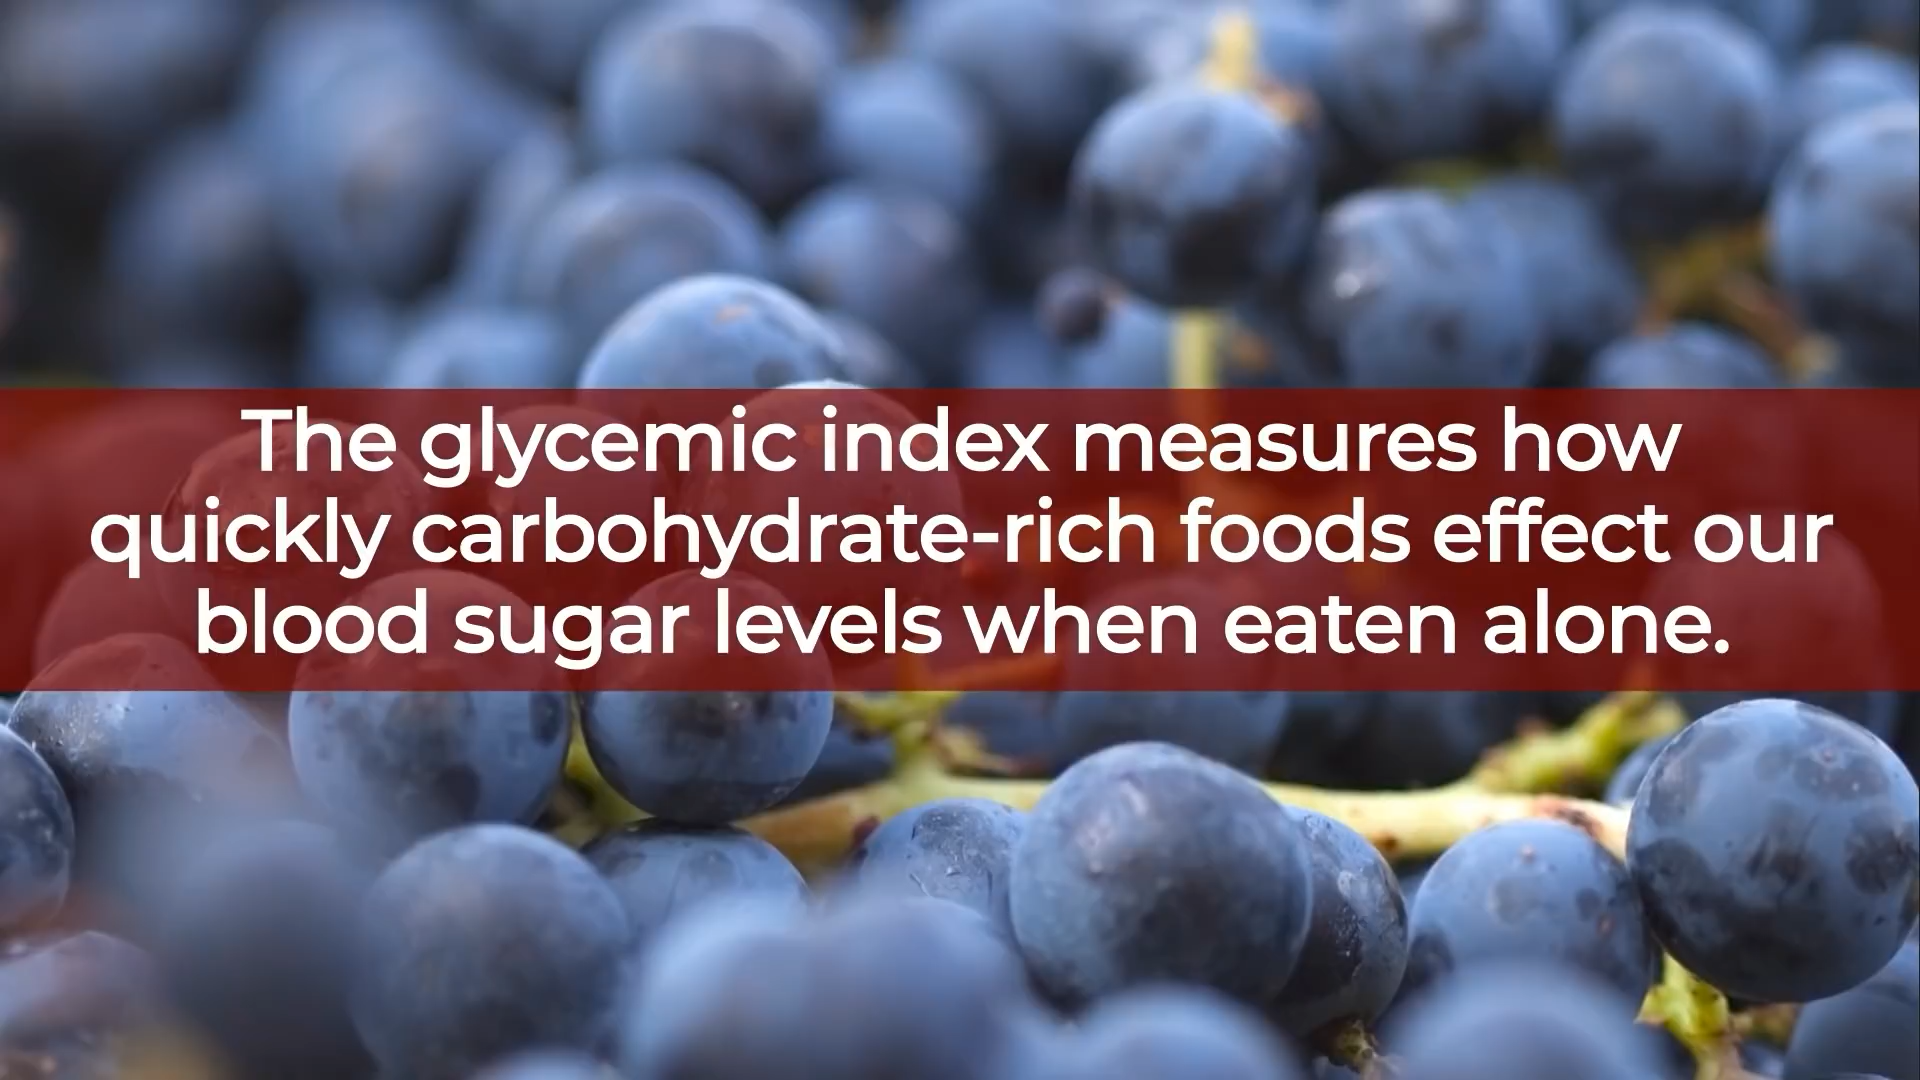 The glycemic index measures how
quickly carbohydrate-rich foods effect our
blood sugar levels when eaten alone.